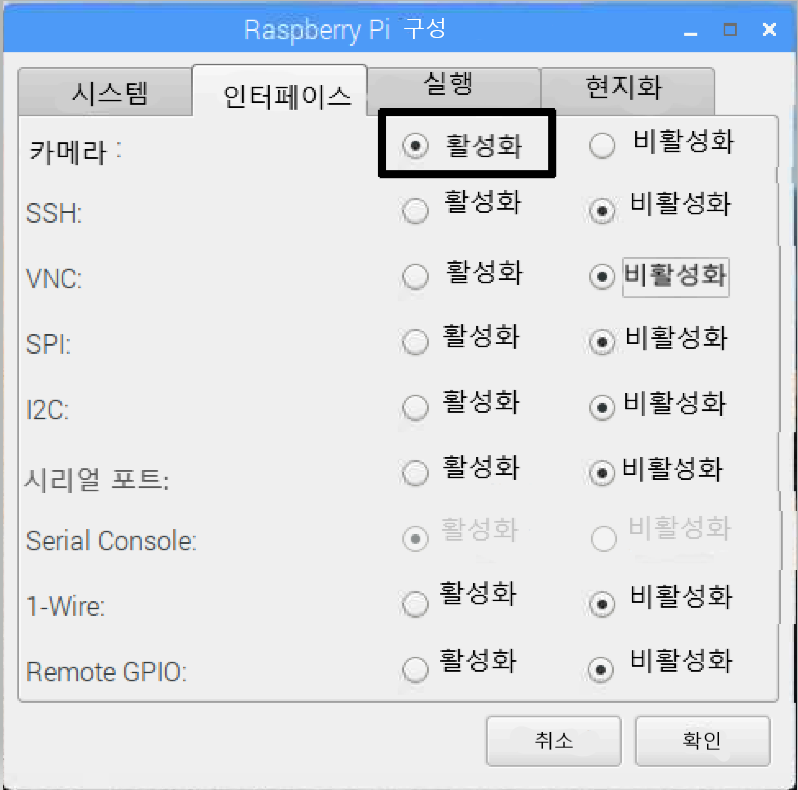 Raspberry Pi 구성
시스템 인터페이스 실행 현지화
카메라 : 활성화 비활성화
SSH: 활성화 비활성화
VNC: 활성화 비활성화
SPI: 활성화 비활성화
I2C: 활성화 비활성화
시리얼 포트: 활성화 비활성화
Serial Console: 활성화 비활성화
1-Wire: 활성화 비활성화
Remote GPIO: 활성화 비활성화
취소 확인